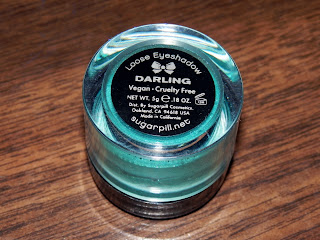 Loose Eyeshadow
DARLING
Vegan · Cruelty Free
NET WT. 5g ℮ .18 OZ.
Dist. By Sugarpill Cosmetics
Oakland, CA 94618 USA
Made in California
sugarpill.net